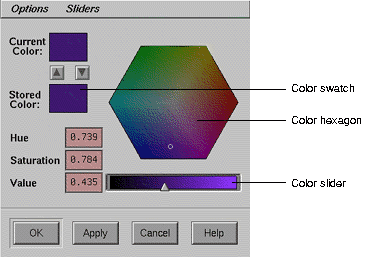 Options Sliders
Current
Color:
Stored
Color:
Color swatch
Color hexagon
Hue 0.739
Saturation 0.784
Value 0.435
Color slider
OK Apply Cancel Help